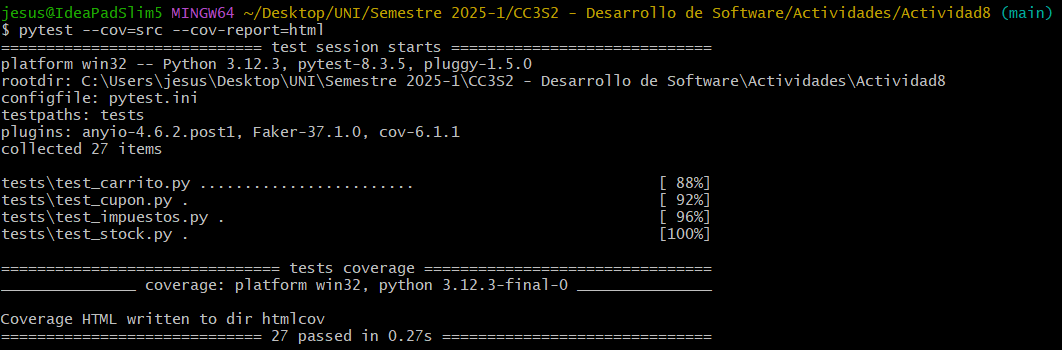 jesus@IdeaPadSlim5 MINGW64 ~/Desktop/UNI/Semestre 2025-1/CC3S2 - Desarrollo de Software/Actividades/Actividad8 (main)
$ pytest --cov=src --cov-report=html
============================= test session starts =============================
platform win32 -- Python 3.12.3, pytest-8.3.5, pluggy-1.5.0
rootdir: C:\Users\jesus\Desktop\UNI\Semestre 2025-1\CC3S2 - Desarrollo de Software\Actividades\Actividad8
configfile: pytest.ini
testpaths: tests
plugins: anyio-4.6.2.post1, Faker-37.1.0, cov-6.1.1
collected 27 items

tests\test_carrito.py ........................                           [ 88%]
tests\test_cupon.py .                                                    [ 92%]
tests\test_impuestos.py .                                                [ 96%]
tests\test_stock.py .                                                    [100%]

=============================== tests coverage ================================
_______________ coverage: platform win32, python 3.12.3-final-0 _______________

Coverage HTML written to dir htmlcov
============================= 27 passed in 0.27s ==============================